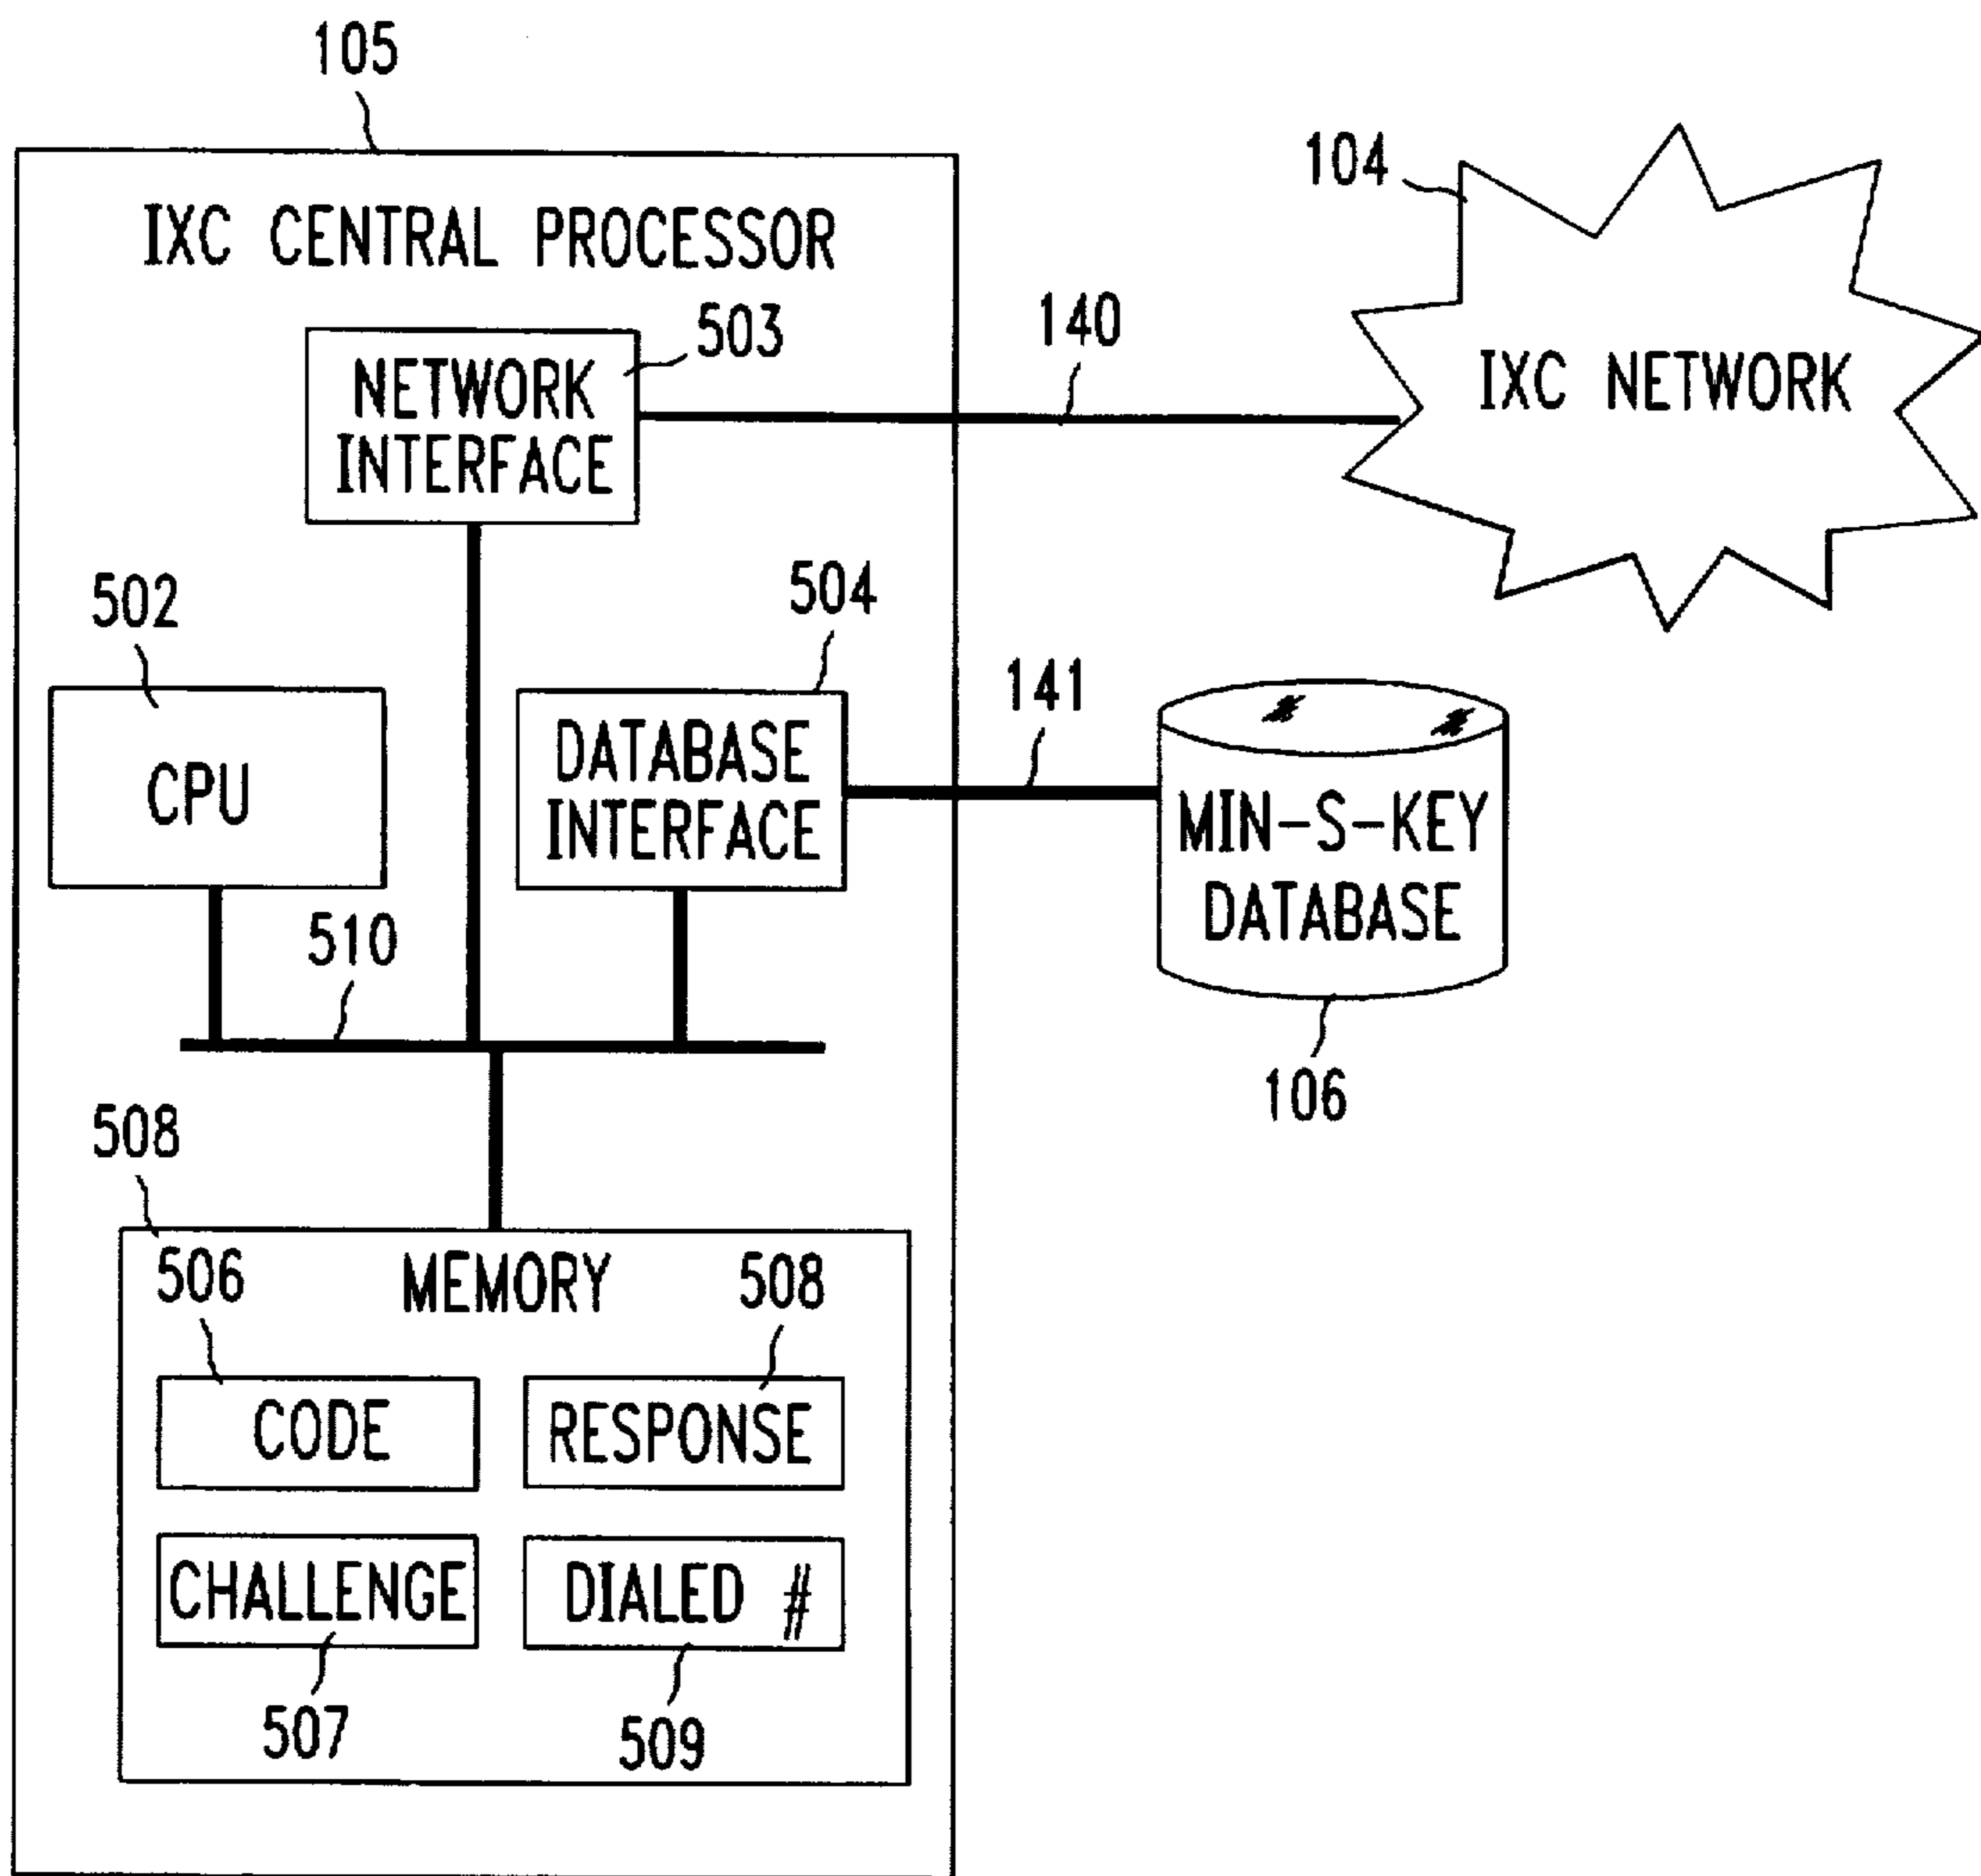 105
104
IXC CENTRAL PROCESSOR
503
140
NETWORK
INTERFACE
IXC NETWORK
502
504
141
CPU
DATABASE
INTERFACE
MIN-S-KEY
DATABASE
510
106
508
506
MEMORY
508
CODE
RESPONSE
CHALLENGE
DIALED #
507
509